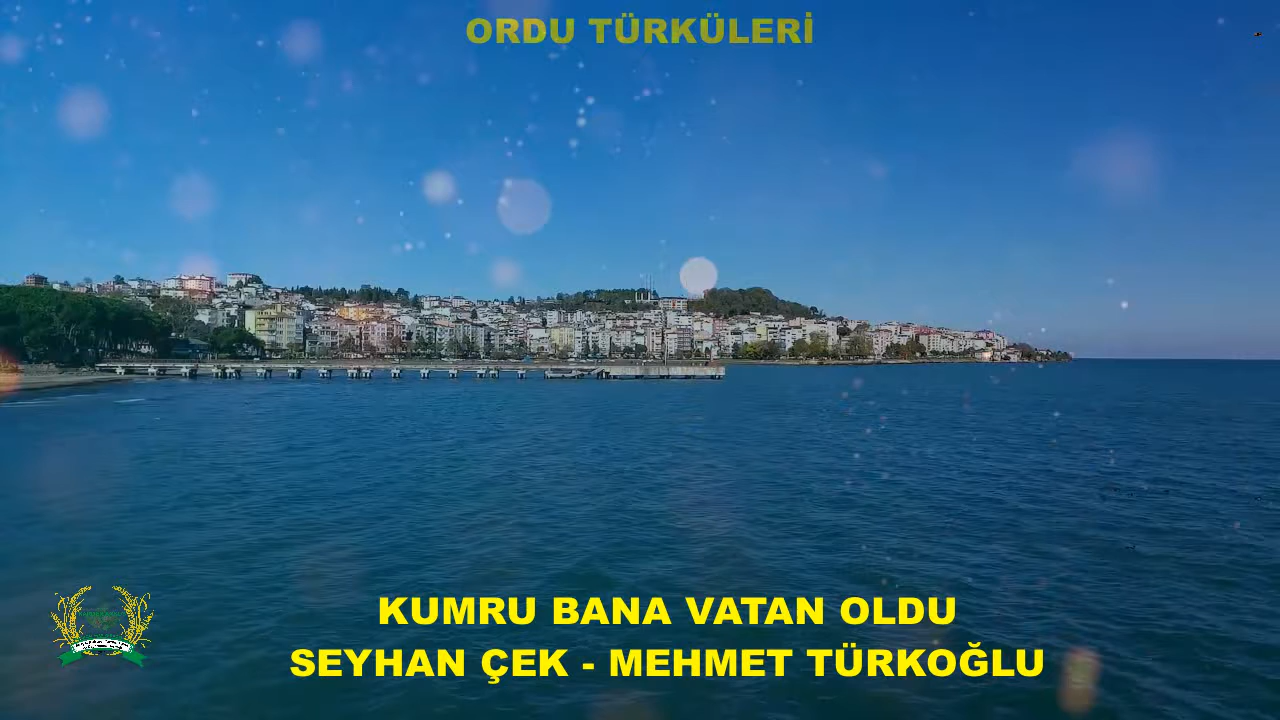 ORDU TÜRKÜLERİ
KUMRU BANA VATAN OLDU
SEYHAN ÇEK - MEHMET TÜRKOĞLU